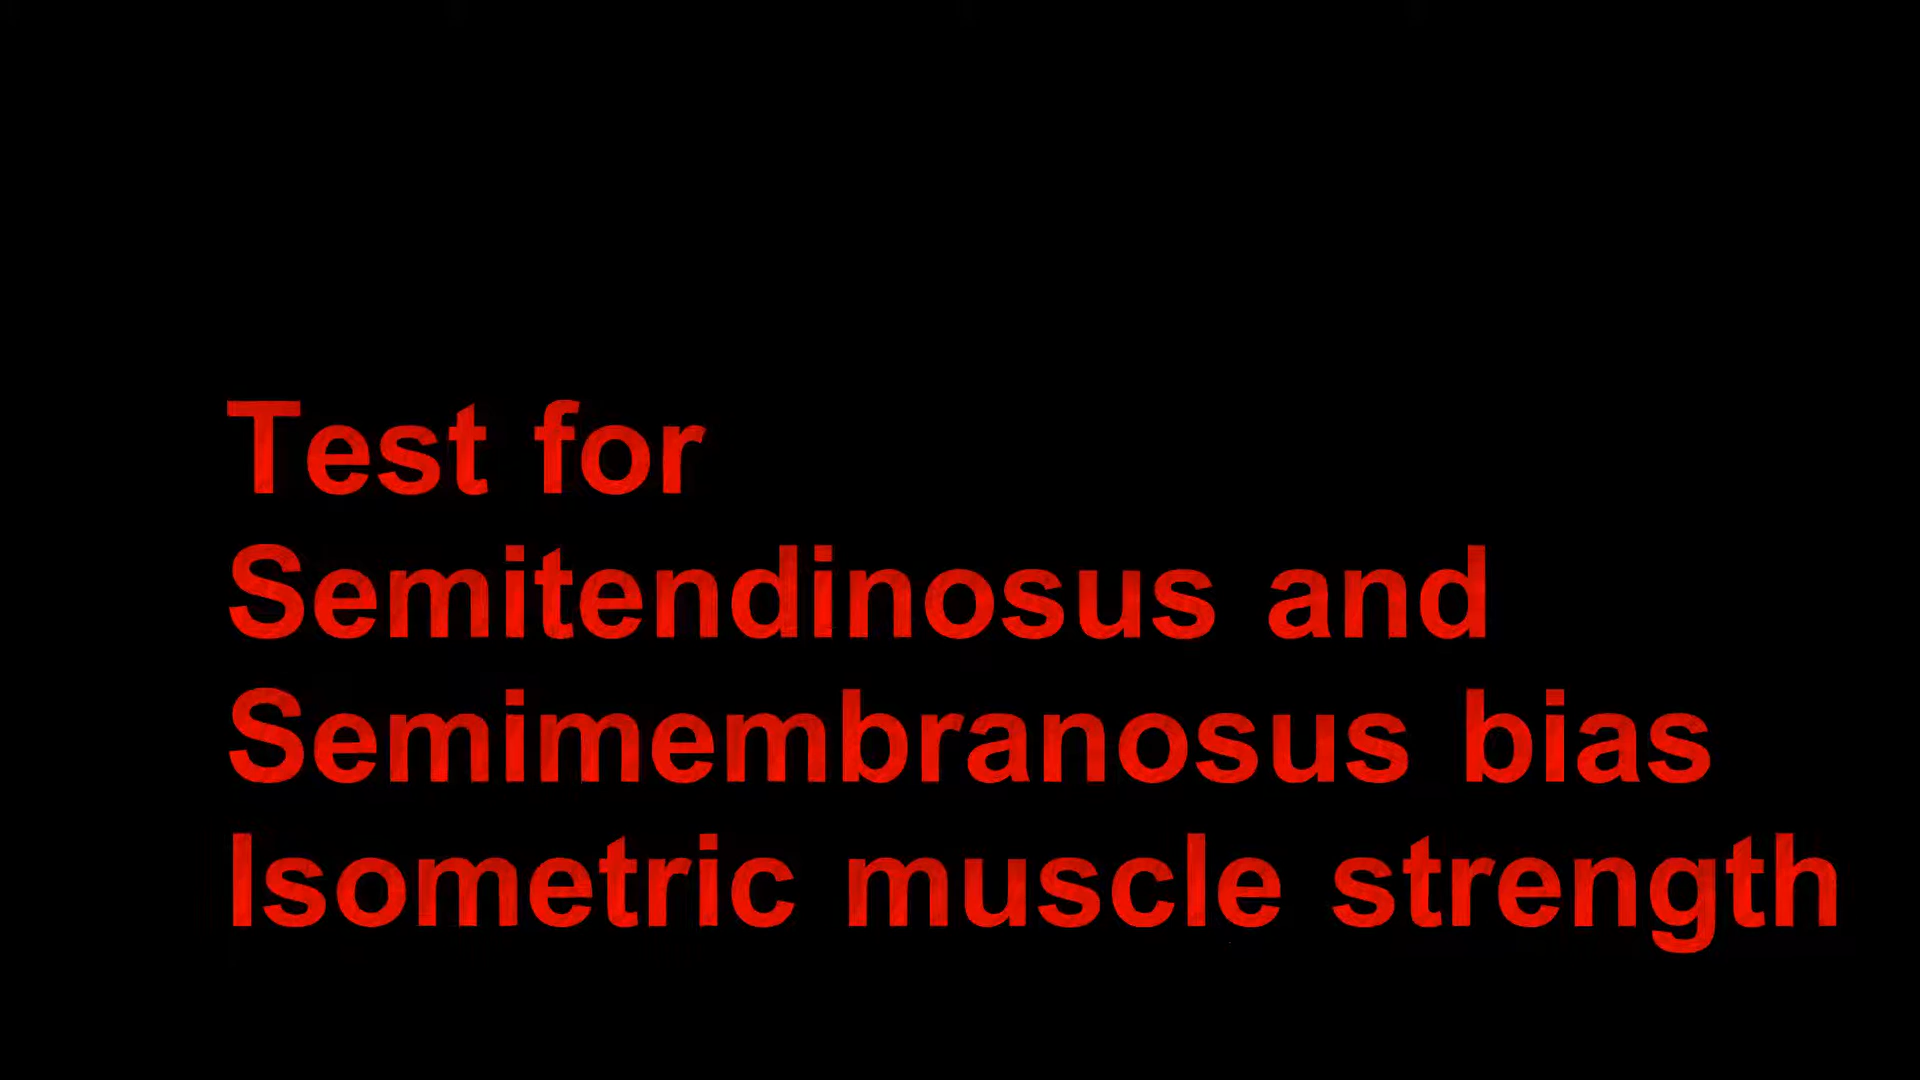 Test for
Semitendinosus and
Semimembranosus bias
Isometric muscle strength